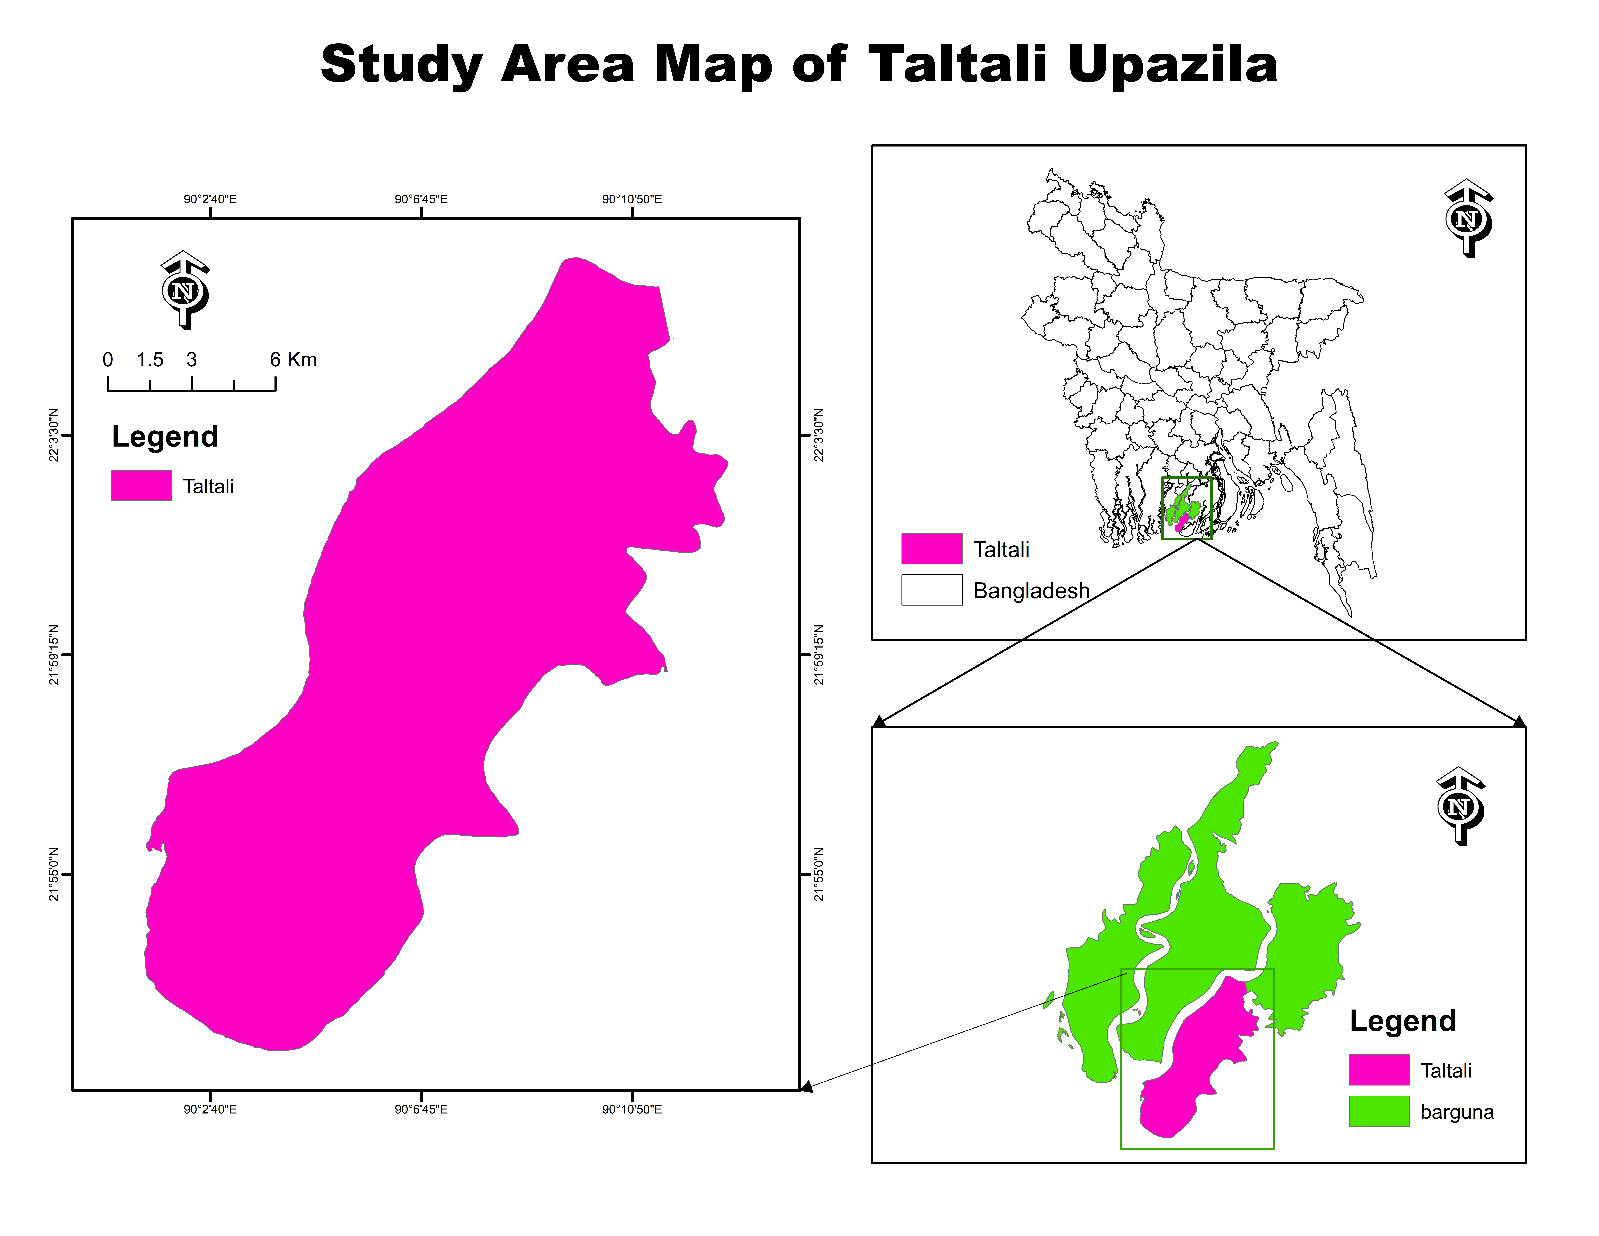 Study Area Map of Taltali Upazila
90°2'40"E
90°6'45"E
90°10'50"E
N
0 1.5 3 6 Km
Legend
Taltali
22°3'30"N
21°59'15"N
21°55'0"N
22°3'30"N
21°59'15"N
21°55'0"N
90°2'40"E
90°6'45"E
90°10'50"E
N
Taltali
Bangladesh
N
Legend
Taltali
barguna